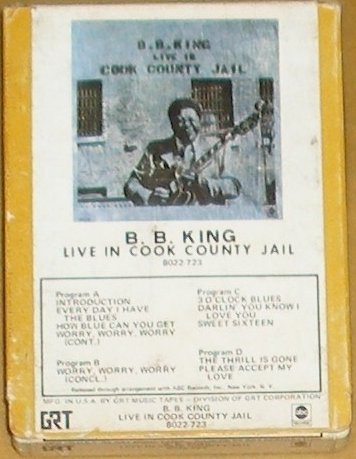 B.B.KING
LIVE IN
COOK COUNTY JAIL
B. B. KING
LIVE IN COOK COUNTY JAIL
8022 723
Program A
INTRODUCTION
EVERY DAY I HAVE
THE BLUES
HOW BLUE CAN YOU GET
WORRY, WORRY, WORRY
(CONT.)
Program B
WORRY, WORRY, WORRY
(CONCL.)
Program C
3 O'CLOCK BLUES
DARLIN' YOU KNOW I
LOVE YOU
SWEET SIXTEEN
Program D
THE THRILL IS GONE
PLEASE ACCEPT MY
LOVE
Released through arrangement with ABC Records, Inc., New York, N. Y.
MFG. IN U.S.A. BY GRT MUSIC TAPES - DIVISION OF GRT CORPORATION
GRT
B. B. KING
LIVE IN COOK COUNTY JAIL
8022 723
abc
GRT